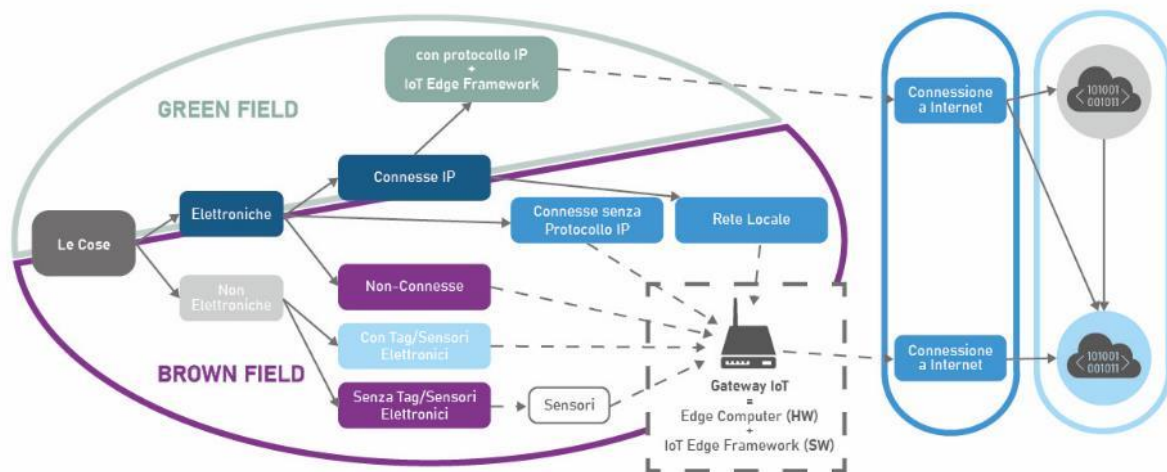 con protocollo IP
+
IoT Edge Framework
GREEN FIELD
Connessione
a Internet
<101001
001011>
Connesse IP
Elettroniche
Connesse senza
Protocollo IP
Rete Locale
Le Cose
Non
Elettroniche
Non-Connesse
Con Tag/Sensori
Elettronici
BROWN FIELD
Senza Tag/Sensori
Elettronici
Sensori
Gateway IoT
=
Edge Computer (HW)
+
IoT Edge Framework (SW)
Connessione
a Internet
<101001
001011>